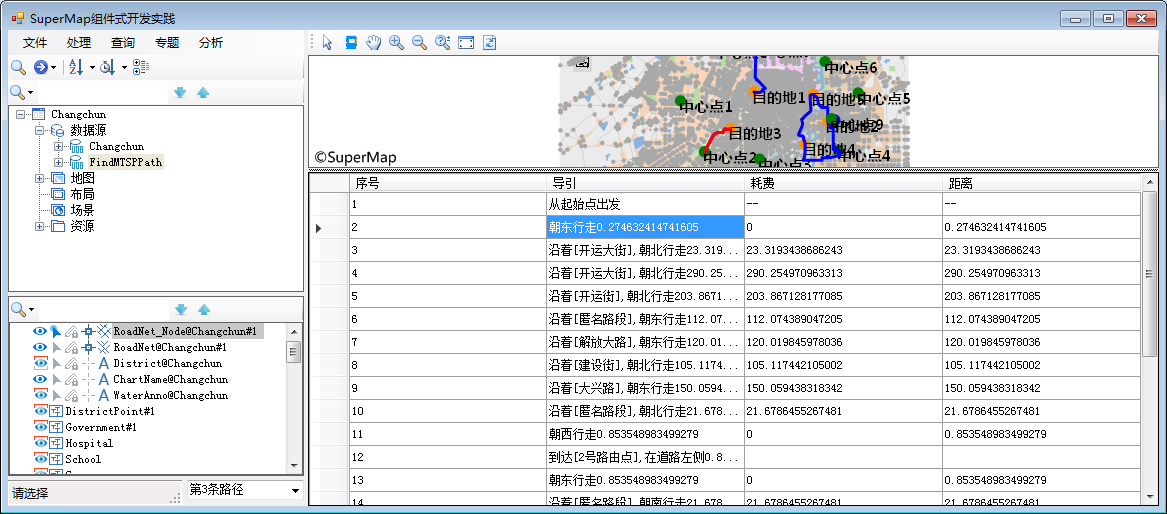 SuperMap组件式开发实践
文件 处理 查询 专题 分析
Changchun
数据源
Changchun
FindMTSPPath
地图
布局
场景
资源
RoadNet_Node@Changchun#1
RoadNet@Changchun#1
District@Changchun
ChartName@Changchun
WaterAnno@Changchun
DistrictPoint#1
Government#1
Hospital
School
请选择
第3条路径
中心点6
目的地1
目的地5
中心点5
中心点1
目的地3
目的地2
目的地4
中心点2
中心点3
中心点4
©SuperMap
序号 导引 耗费 距离
1 从起始点出发 -- --
2 朝东行走0.274632414741605 0 0.274632414741605
3 沿着[开运大街],朝北行走23.319... 23.3193438686243 23.3193438686243
4 沿着[开运大街],朝北行走290.25... 290.254970963313 290.254970963313
5 沿着[开运街],朝北行走203.8671... 203.867128177085 203.867128177085
6 沿着[匿名路段],朝东行走112.07... 112.074389047205 112.074389047205
7 沿着[解放大路],朝东行走120.01... 120.019845978036 120.019845978036
8 沿着[建设街],朝北行走105.1174... 105.117442105002 105.117442105002
9 沿着[大兴路],朝东行走150.0594... 150.059438318342 150.059438318342
10 沿着[匿名路段],朝北行走21.678... 21.6786455267481 21.6786455267481
11 朝西行走0.853548983499279 0 0.853548983499279
12 到达[2号路由点],在道路左侧0.8...
13 朝东行走0.853548983499279 0 0.853548983499279
14 沿着[匿名路段],朝南行走21.678... 21.6786455267481 21.6786455267481